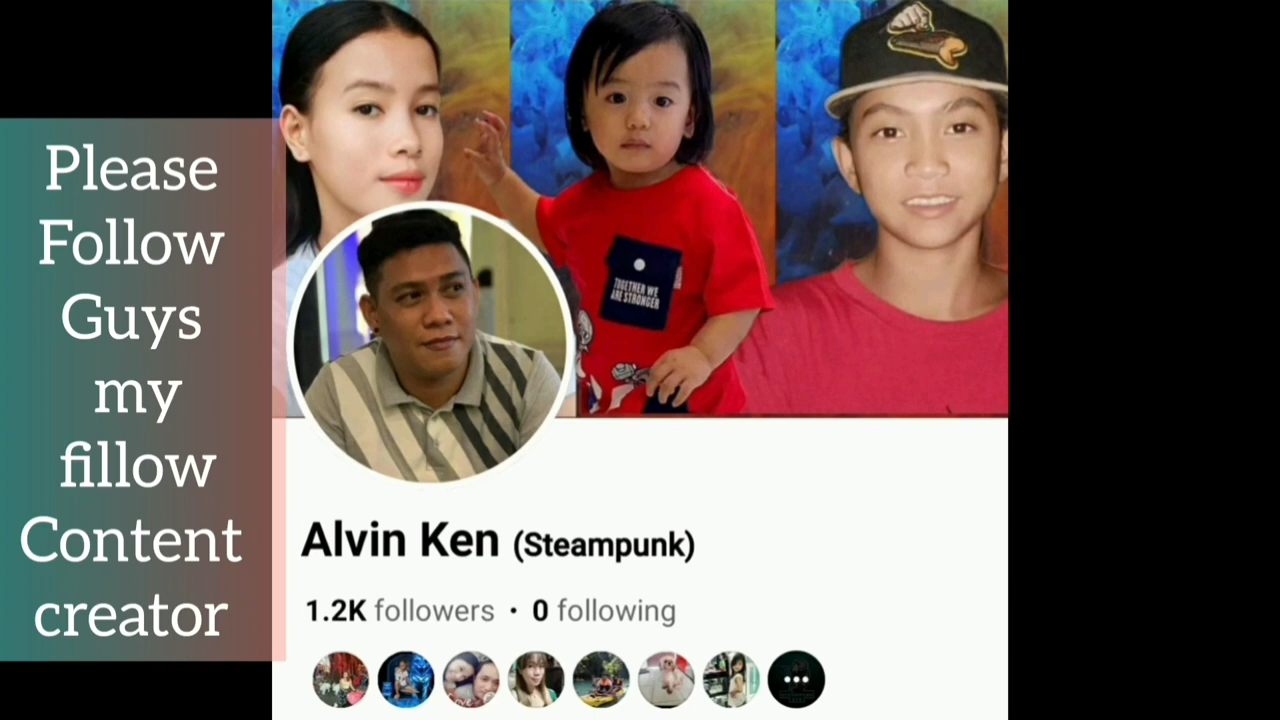 Please
Follow
Guys
my
fillow
Content
creator
TOGETHER WE
ARE STRONGER
Alvin Ken (Steampunk)
1.2K followers • 0 following